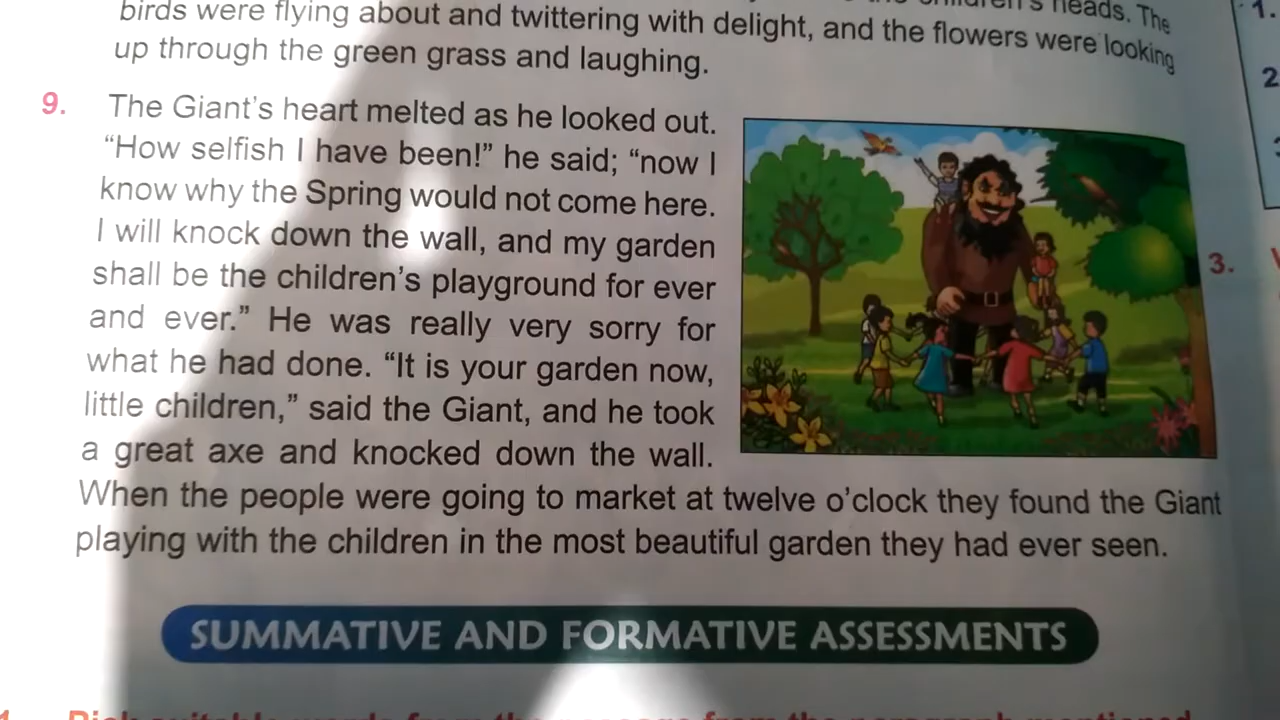 children's heads. The
birds were flying about and twittering with delight, and the flowers were looking
up through the green grass and laughing.
9. The Giant's heart melted as he looked out.
“How selfish I have been!” he said; “now I
know why the Spring would not come here.
I will knock down the wall, and my garden
shall be the children's playground for ever
and ever.” He was really very sorry for
what he had done. “It is your garden now,
little children,” said the Giant, and he took
a great axe and knocked down the wall.
When the people were going to market at twelve o'clock they found the Giant
playing with the children in the most beautiful garden they had ever seen.
SUMMATIVE AND FORMATIVE ASSESSMENTS
1.
2
3.